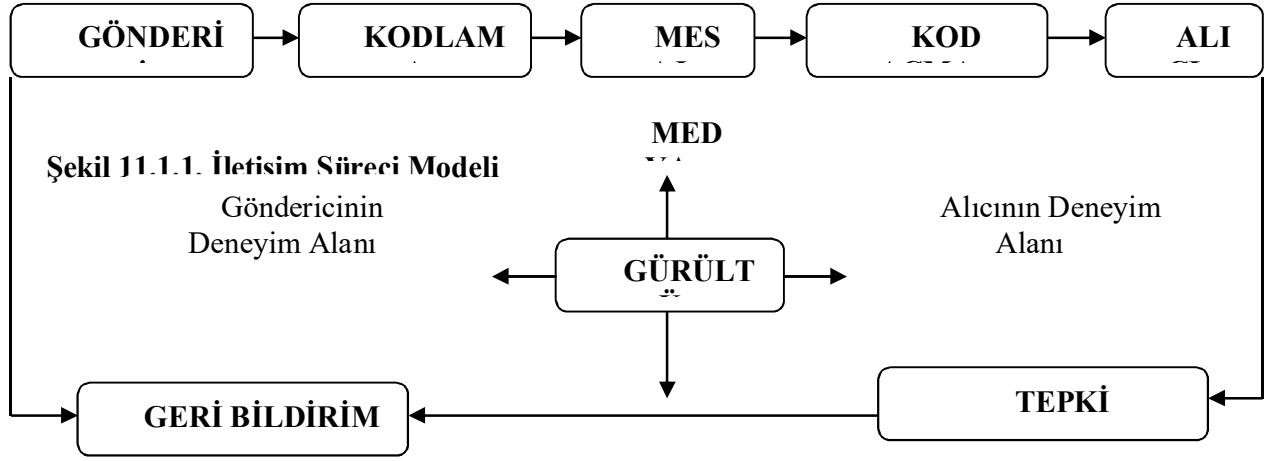 GÖNDERİ
KODLAM
MES
KOD
ALI
MED
Şekil 11.1.1. İletişim Süreci Modeli
Göndericinin
Deneyim Alanı
Alıcının Deneyim
Alanı
GÜRÜLT
TEPKİ
GERİ BİLDİRİM